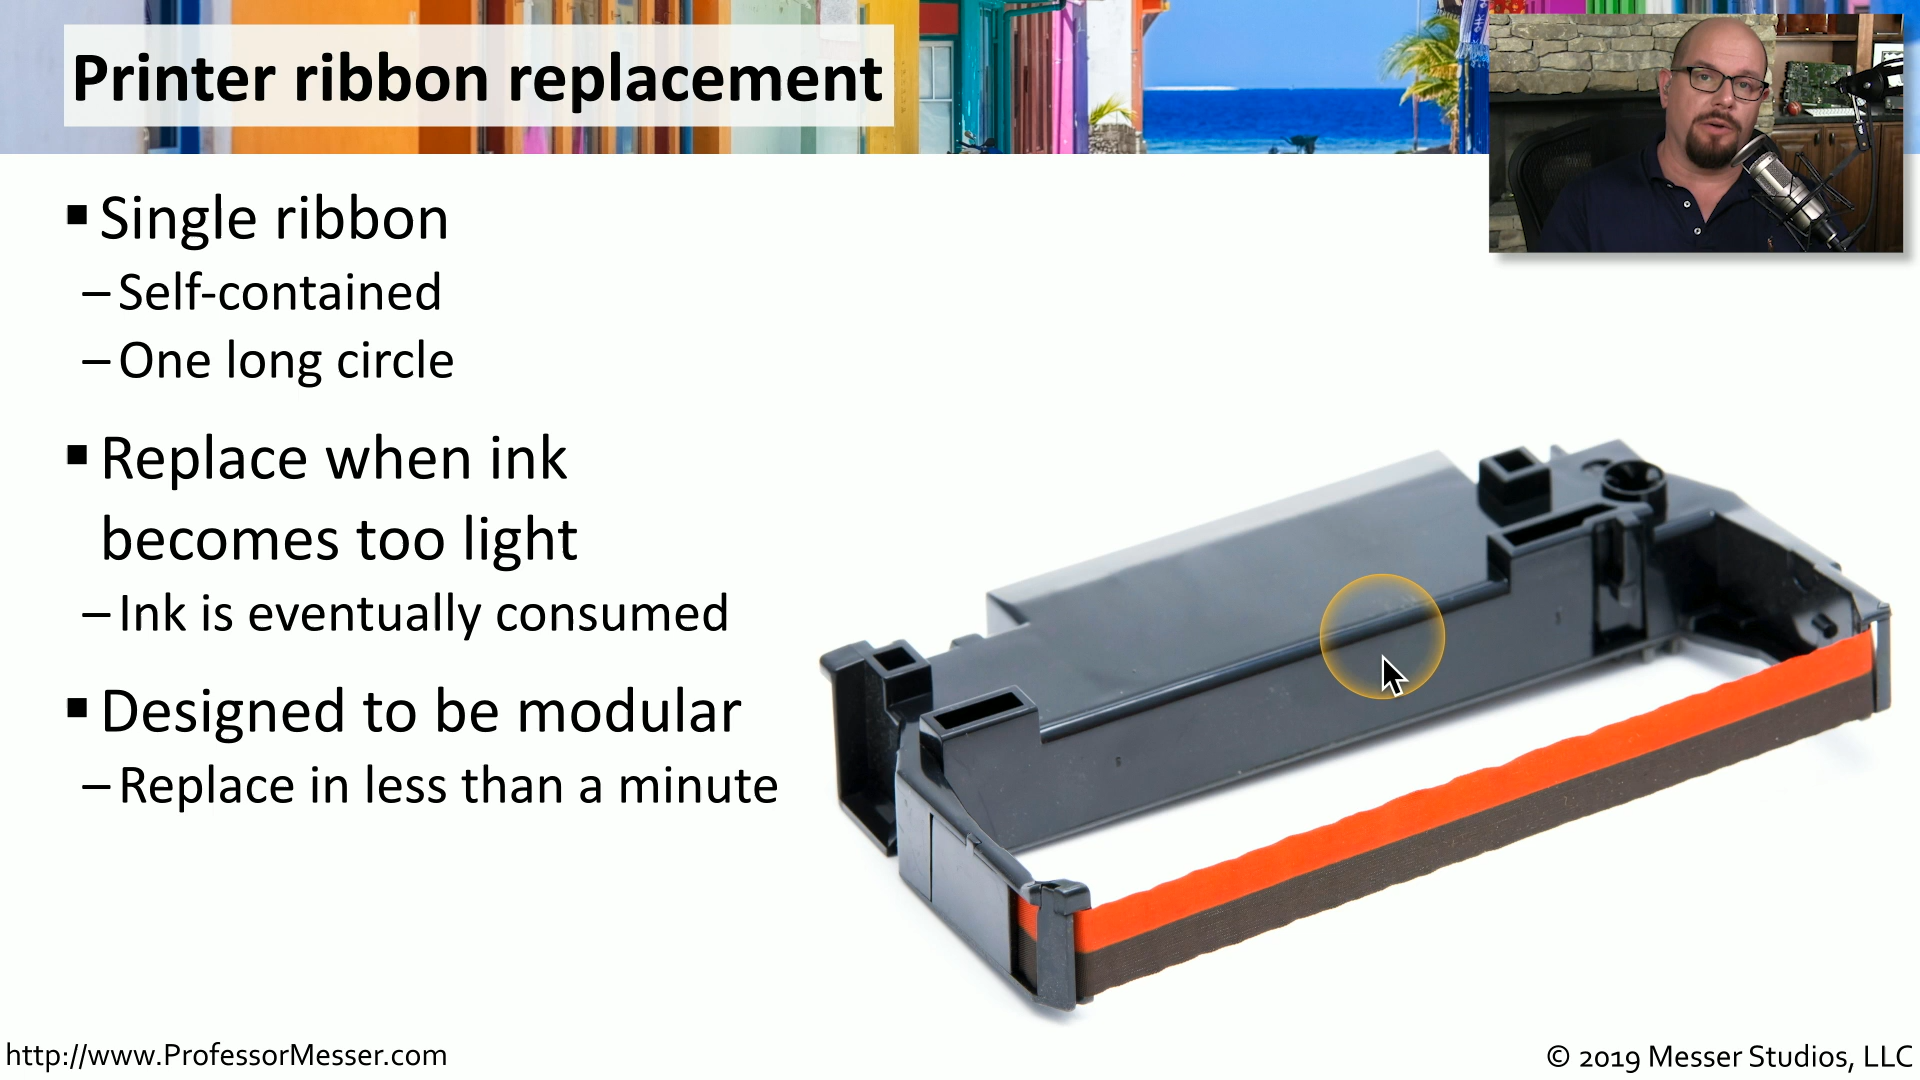 Printer ribbon replacement
▪ Single ribbon
– Self-contained
– One long circle
▪ Replace when ink
becomes too light
– Ink is eventually consumed
▪ Designed to be modular
– Replace in less than a minute
http://www.ProfessorMesser.com
© 2019 Messer Studios, LLC